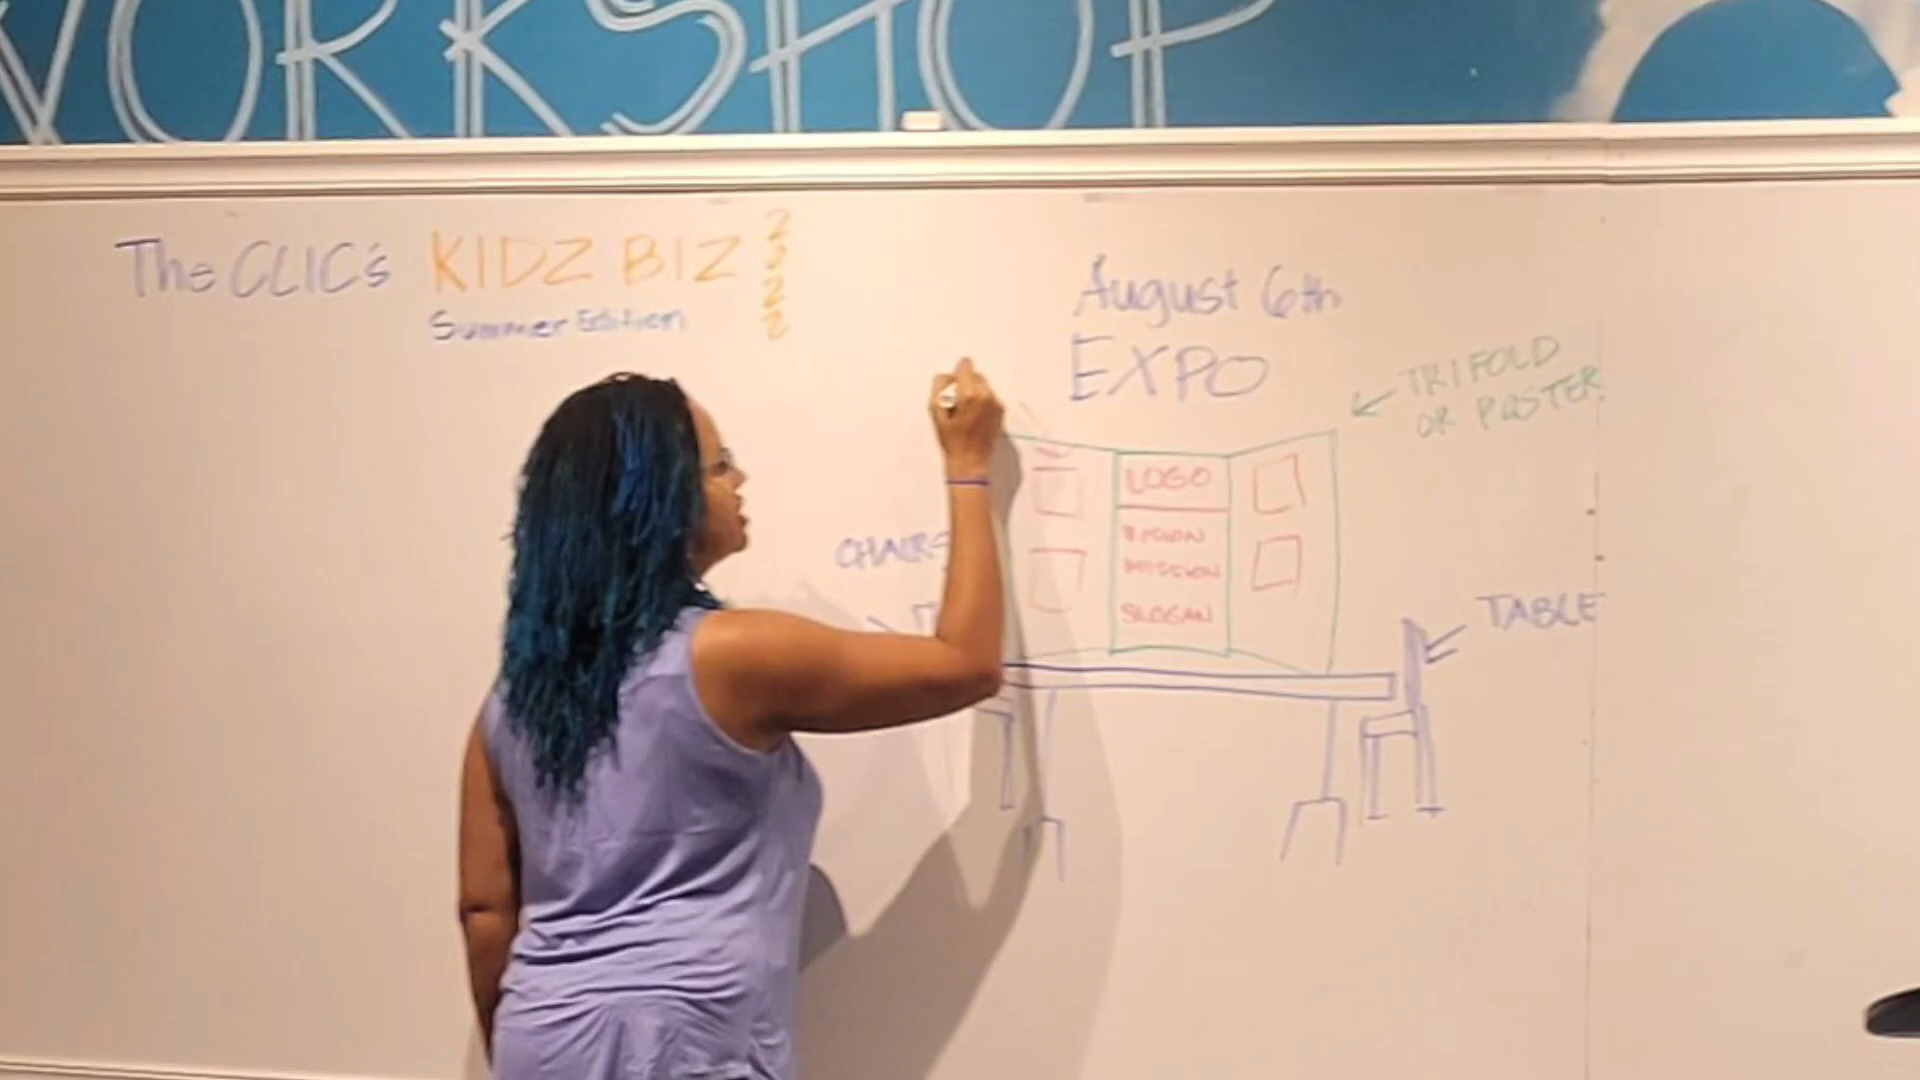 WORKSHOP
The CLIC's KIDZ BIZ 2022
Summer Edition
August 6th
EXPO
TRIFOLD
OR POSTER
LOGO
VISION
MISSION
SLOGAN
CHAIRS
TABLE